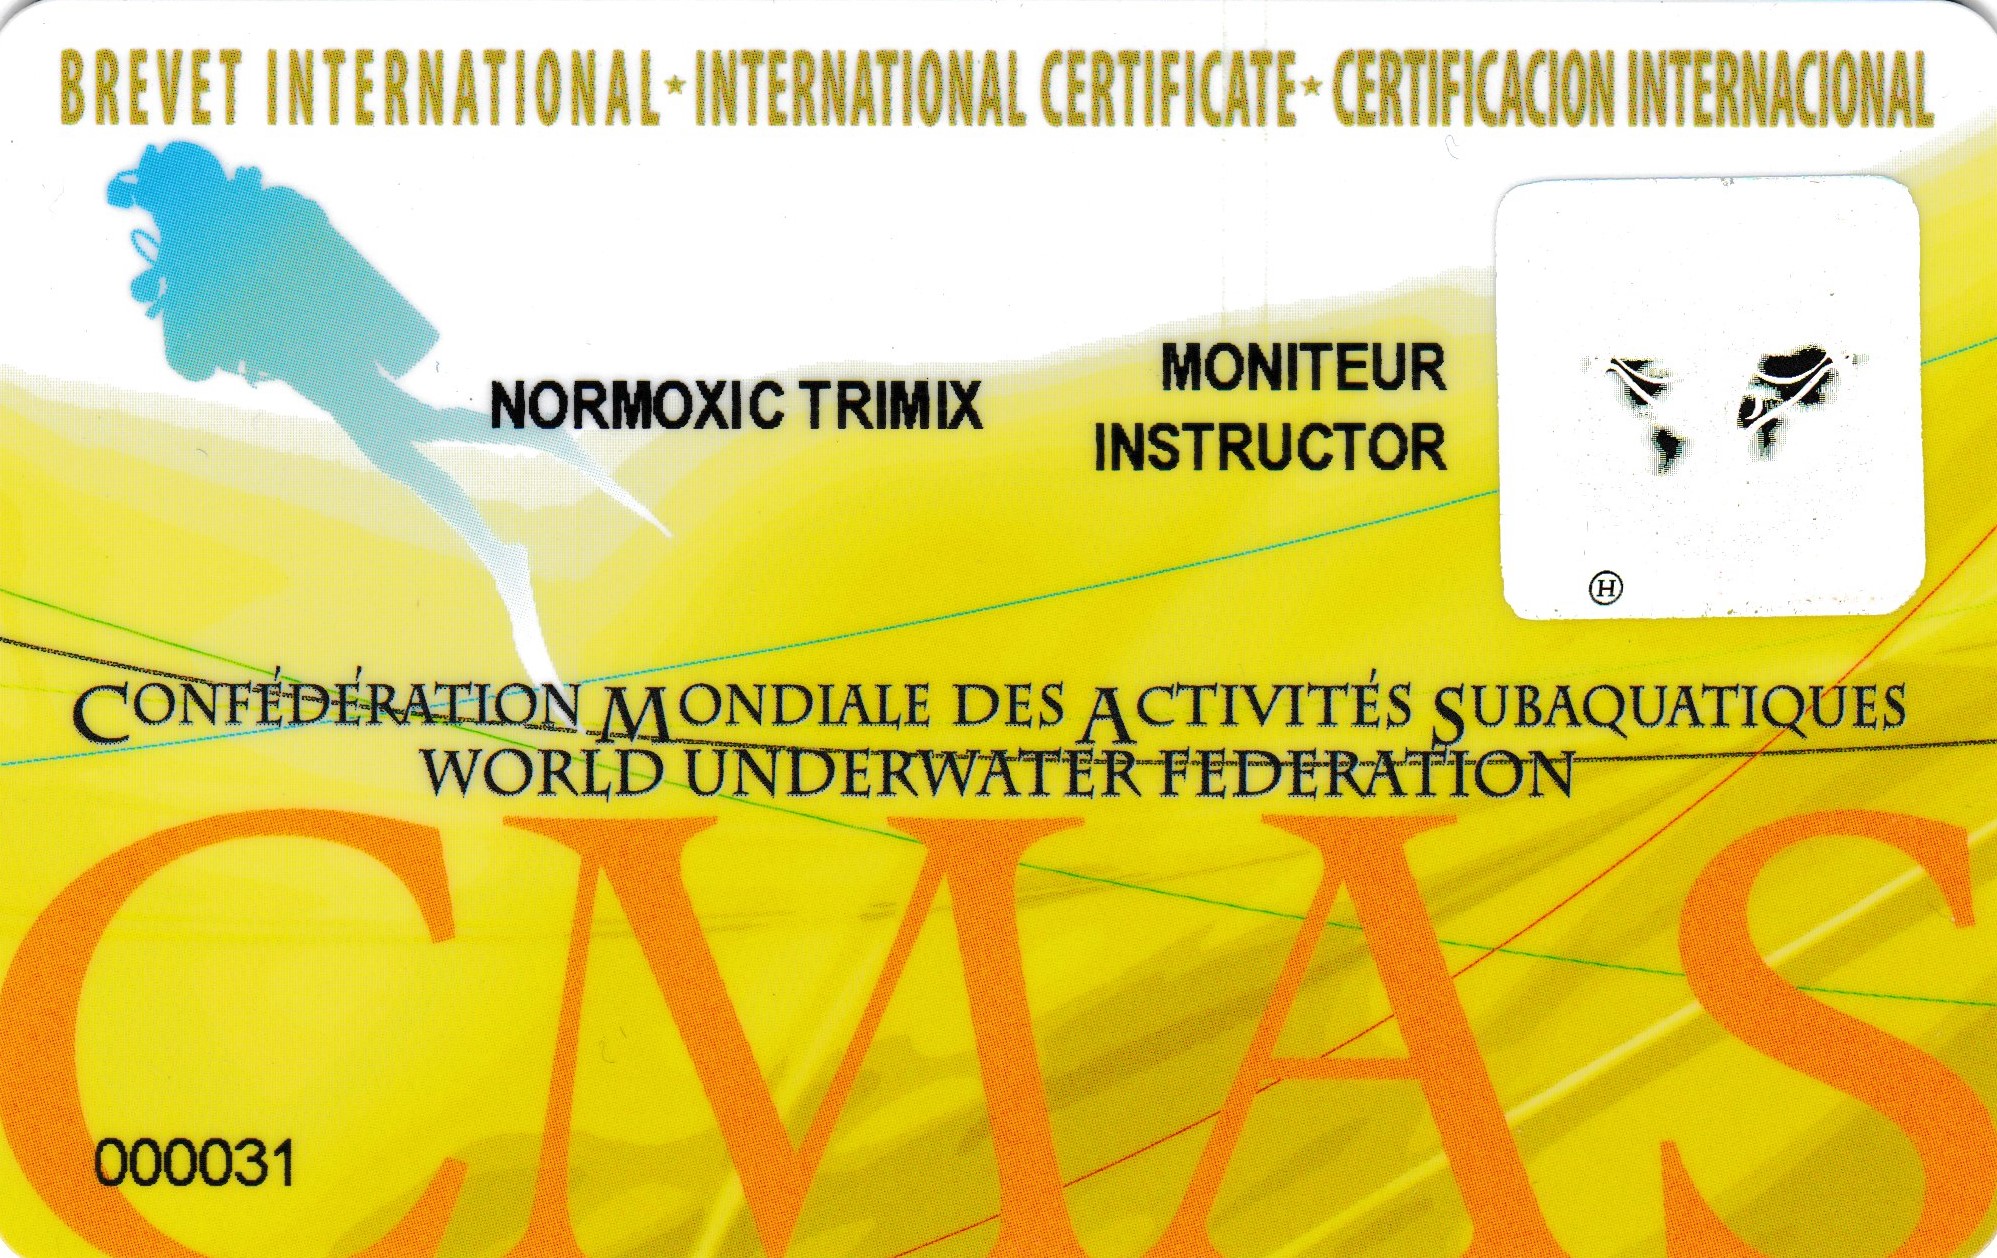 BREVET INTERNATIONAL★INTERNATIONAL CERTIFICATE★CERTIFICACION INTERNACIONAL
NORMOXIC TRIMIX
MONITEUR
INSTRUCTOR
H
CONFÉDÉRATION MONDIALE DES ACTIVITÉS SUBAQUATIQUES
WORLD UNDERWATER FEDERATION
CMAS
000031